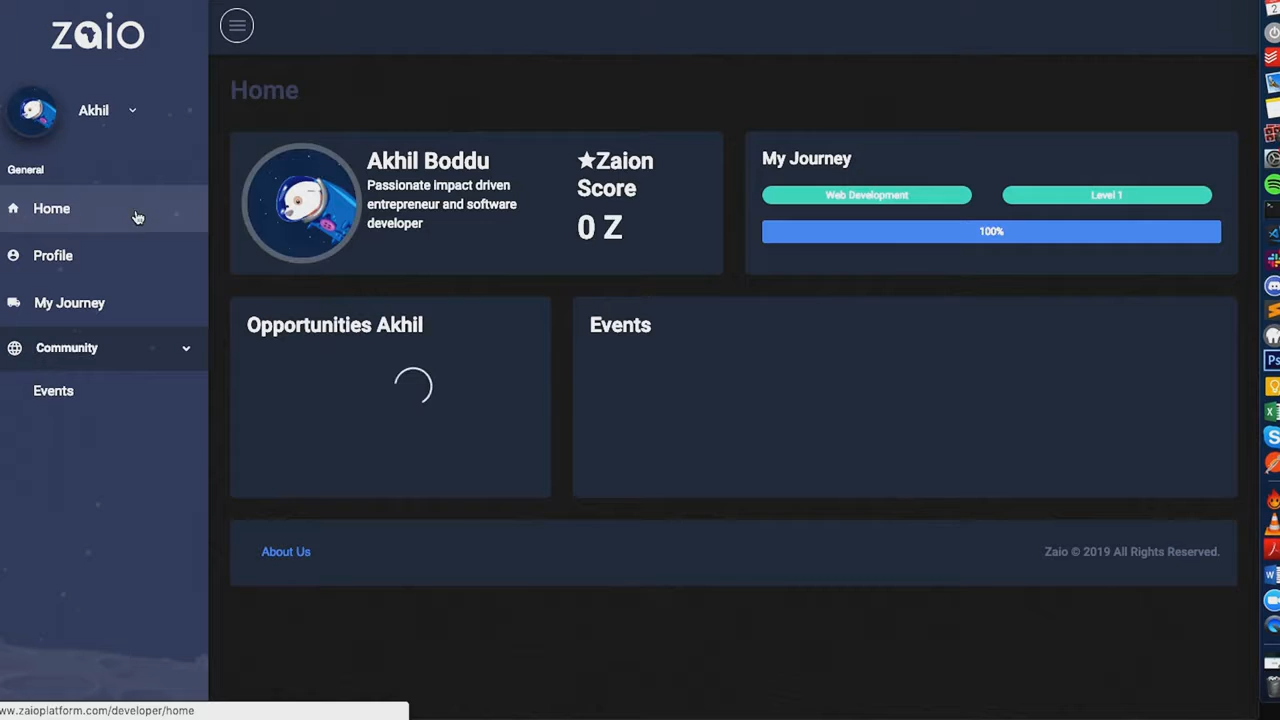 zaio
Akhil
General
Home
Profile
My Journey
Community
Events
Home
Akhil Boddu
Passionate impact driven
entrepreneur and software
developer
★Zaion
Score
0 Z
My Journey
Web Development
Level 1
100%
Opportunities Akhil
Events
About Us
Zaio © 2019 All Rights Reserved.
ww.zaioplatform.com/developer/home
Ps